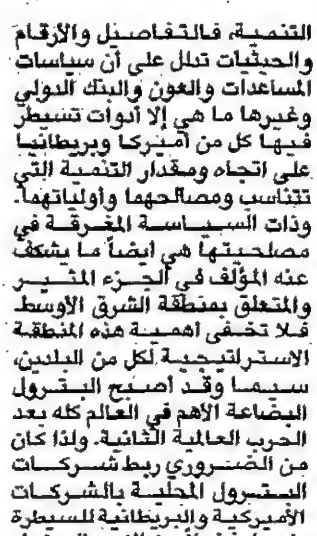 التنمية، فالتفاصيل والأرقام
والحيثيات تدلل على أن سياسات
المساعدات والعون والبنك الدولي
وغيرها ما هي إلا أدوات تسيطر
فيها كل من أميركا وبريطانيا
على اتجاه ومقدار التنمية التي
تتناسب ومصالحهما وأولياتهما.
وذات السياسة المغرقة في
مصلحيتها هي ايضاً ما يشكف
عنه المؤلف في الجزء المثير
والمتعلق بمنطقة الشرق الأوسط
فلا تخفى أهمية هذه المنطقة
الاستراتيجية لكل من البلدين،
سيما وقد اصبح البترول
البضاعة الأهم في العالم كله بعد
الحرب العالمية الثانية. ولذا كان
من الضروري ربط شركات
البترول المحلية بالشركات
الأميركية والبريطانية للسيطرة